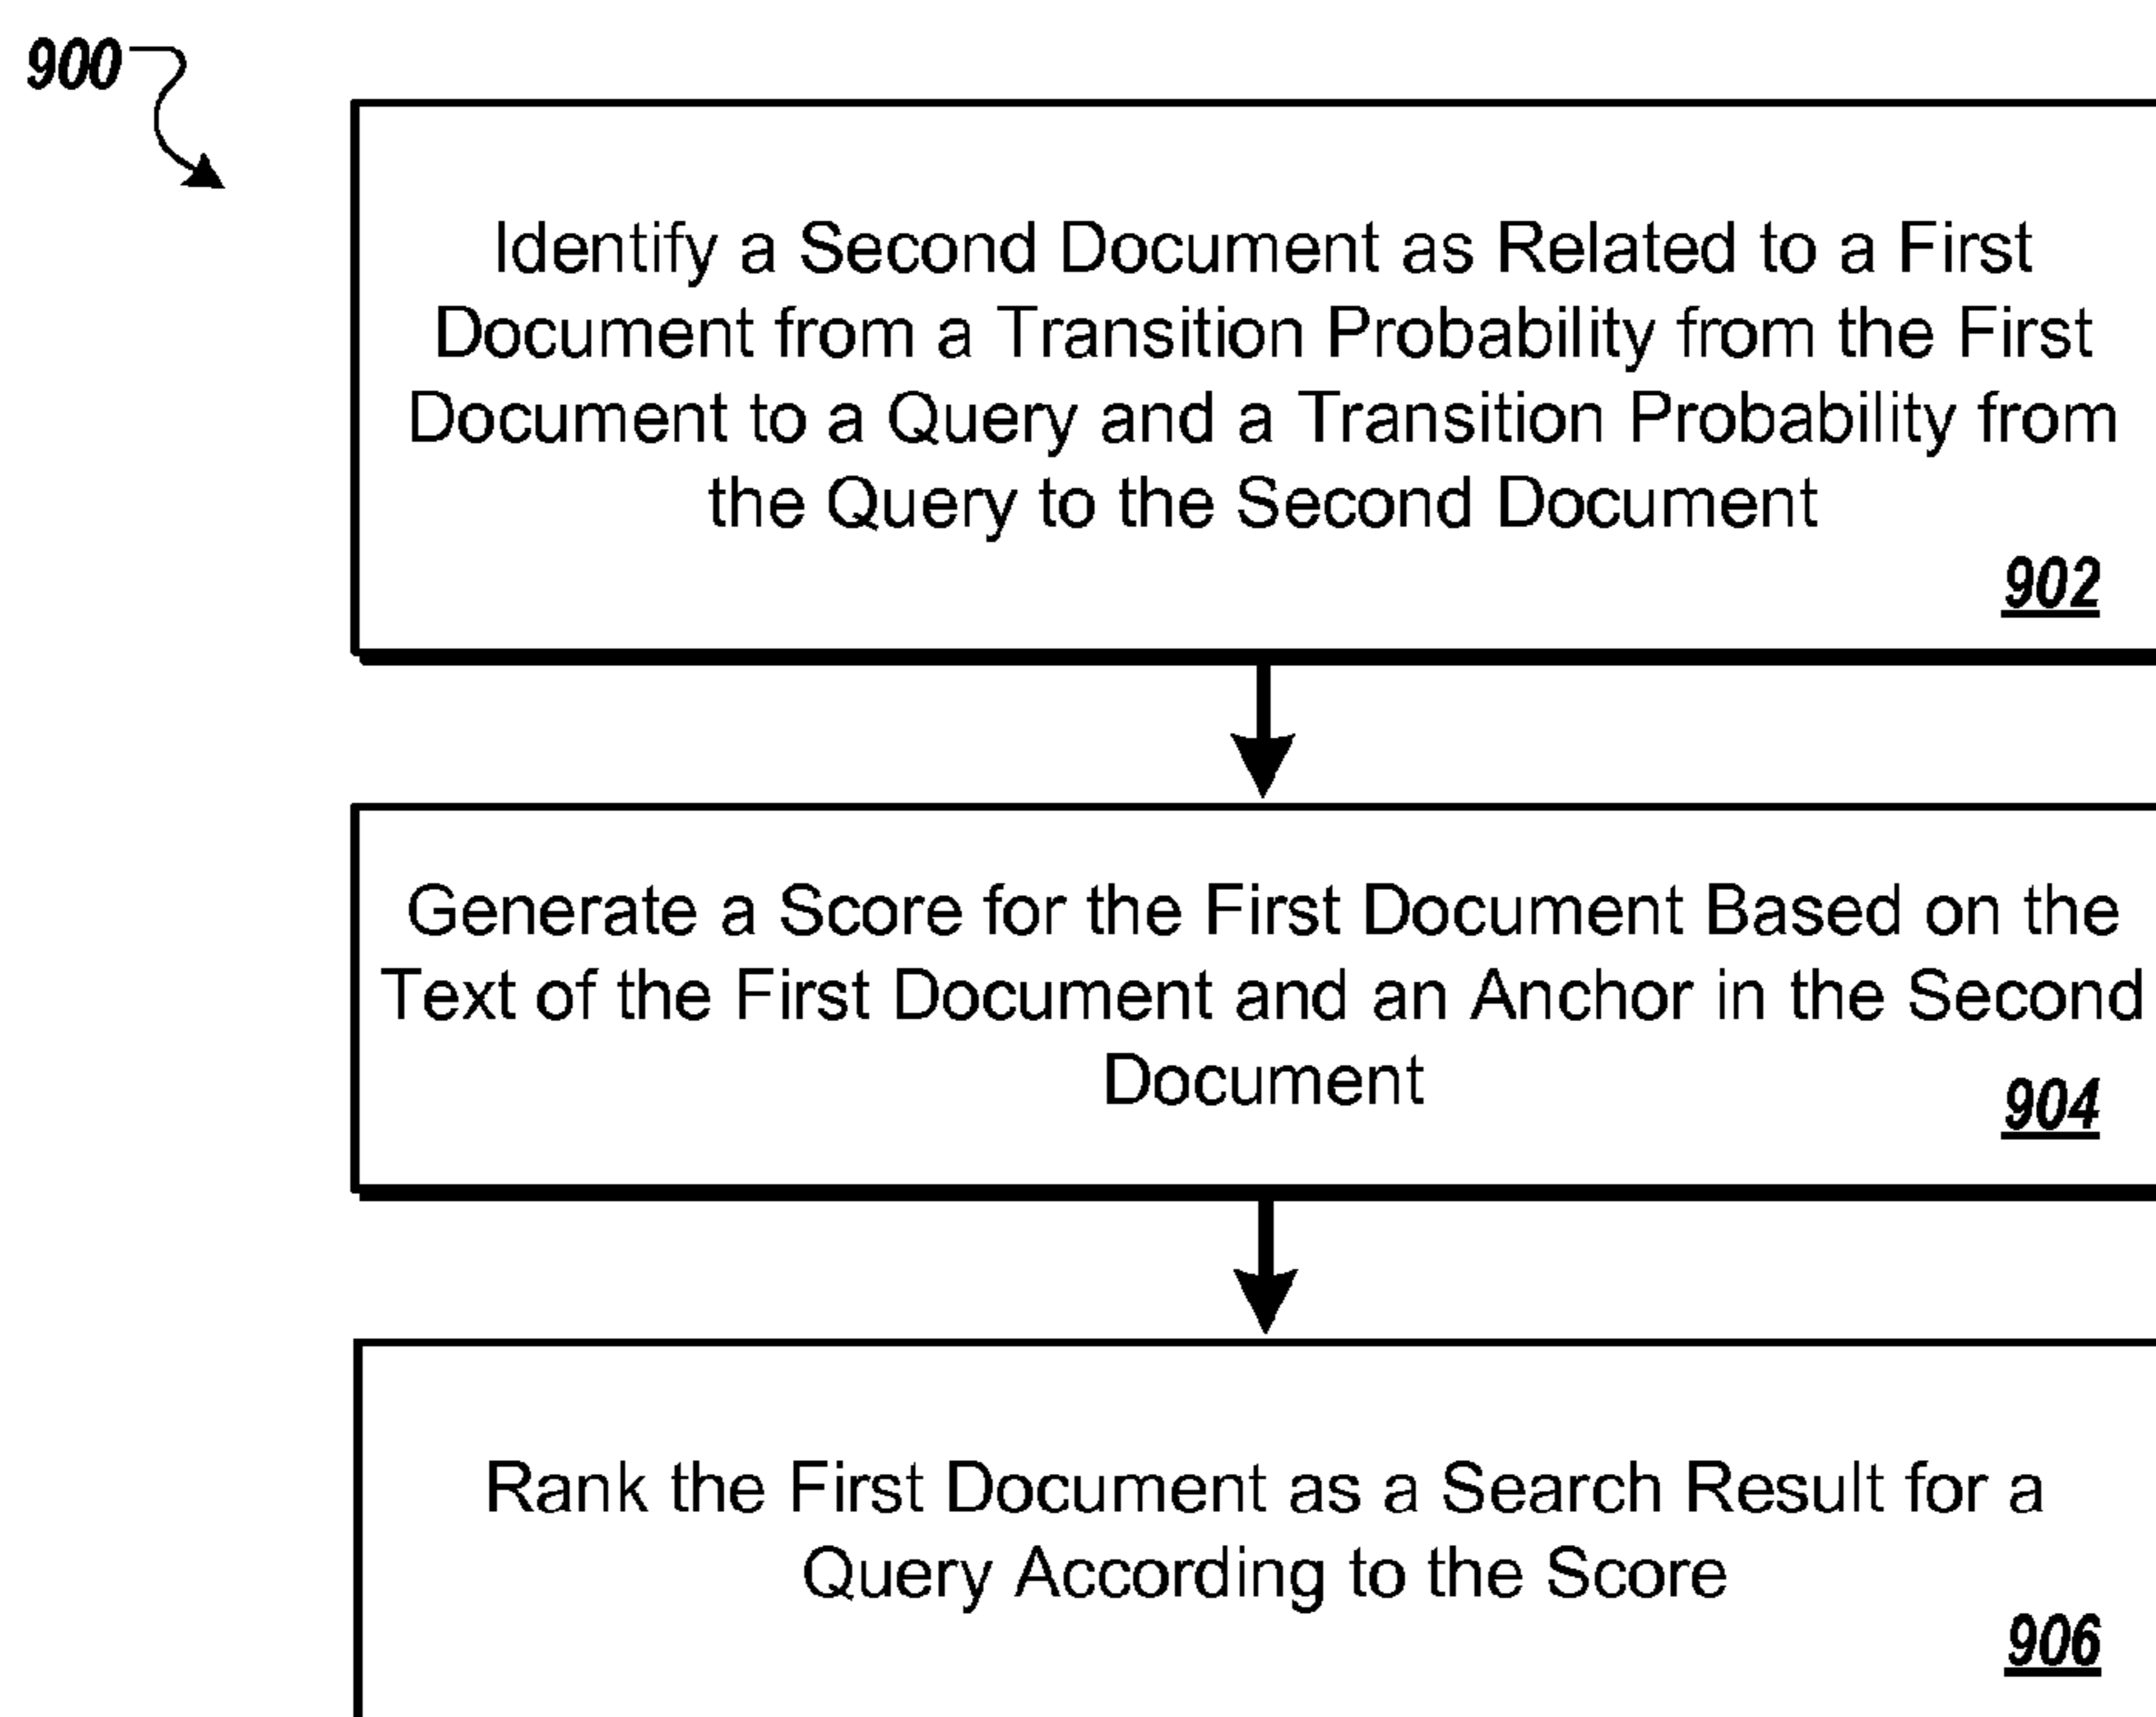 900
Identify a Second Document as Related to a First
Document from a Transition Probability from the First
Document to a Query and a Transition Probability from
the Query to the Second Document
902
Generate a Score for the First Document Based on the
Text of the First Document and an Anchor in the Second
Document
904
Rank the First Document as a Search Result for a
Query According to the Score
906